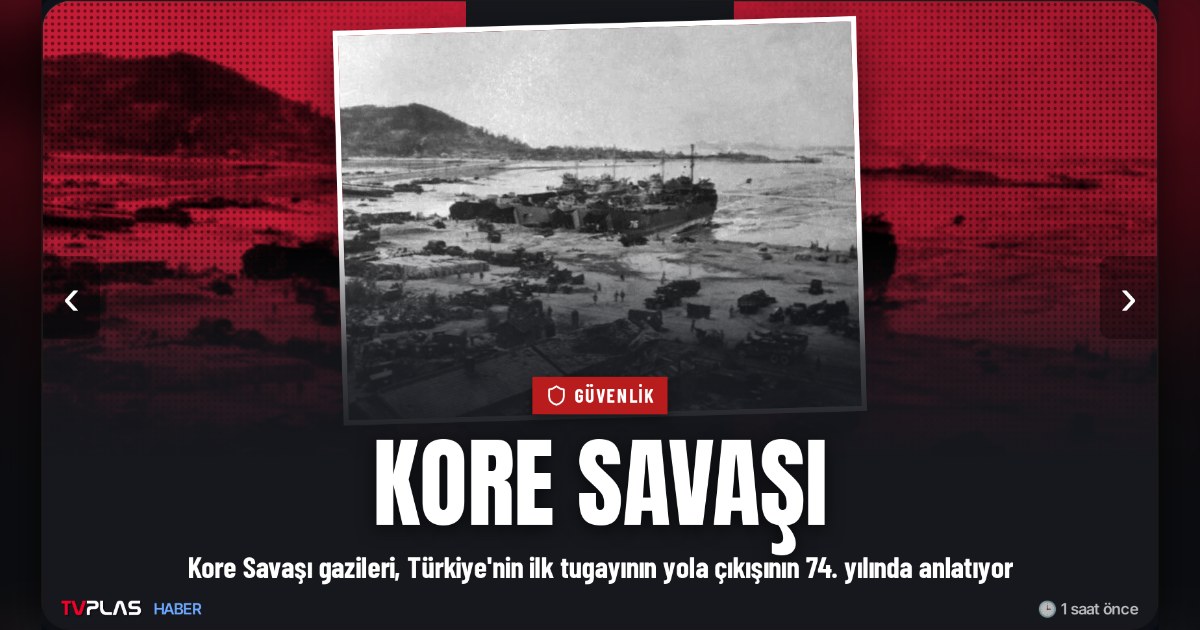 GÜVENLİK
KORE SAVAŞI
Kore Savaşı gazileri, Türkiye'nin ilk tugayının yola çıkışının 74. yılında anlatıyor
TVPLAS HABER
1 saat önce